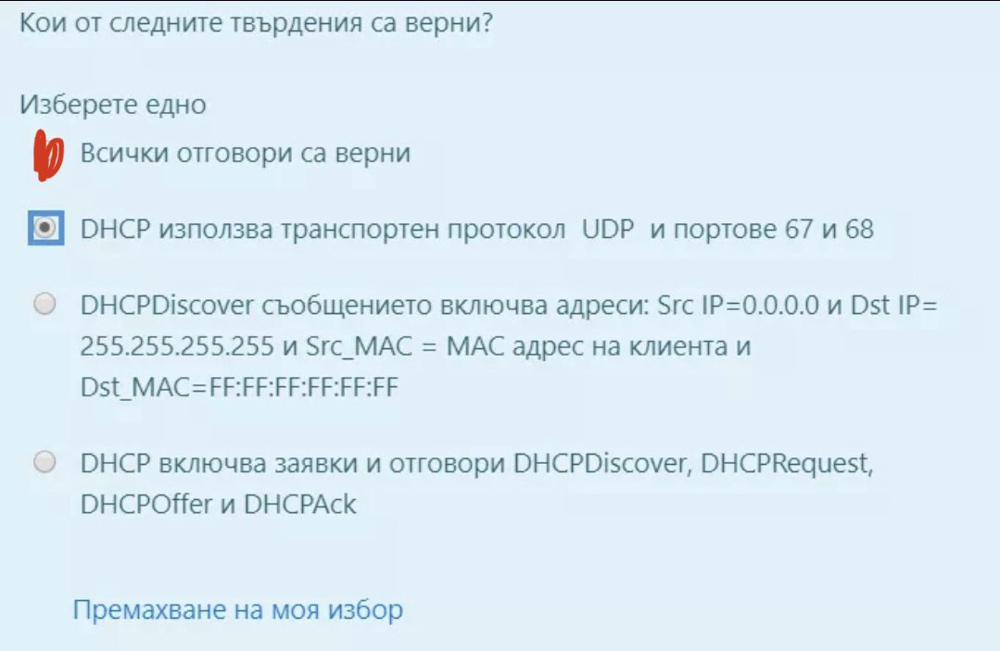 Кои от следните твърдения са верни?
Изберете едно
Всички отговори са верни
DHCP използва транспортен протокол UDP и портове 67 и 68
DHCPDiscover съобщението включва адреси: Src IP=0.0.0.0 и Dst IP=
255.255.255.255 и Src_MAC = MAC адрес на клиента и
Dst_MAC=FF:FF:FF:FF:FF:FF
DHCP включва заявки и отговори DHCPDiscover, DHCPRequest,
DHCPOffer и DHCPAck
Премахване на моя избор